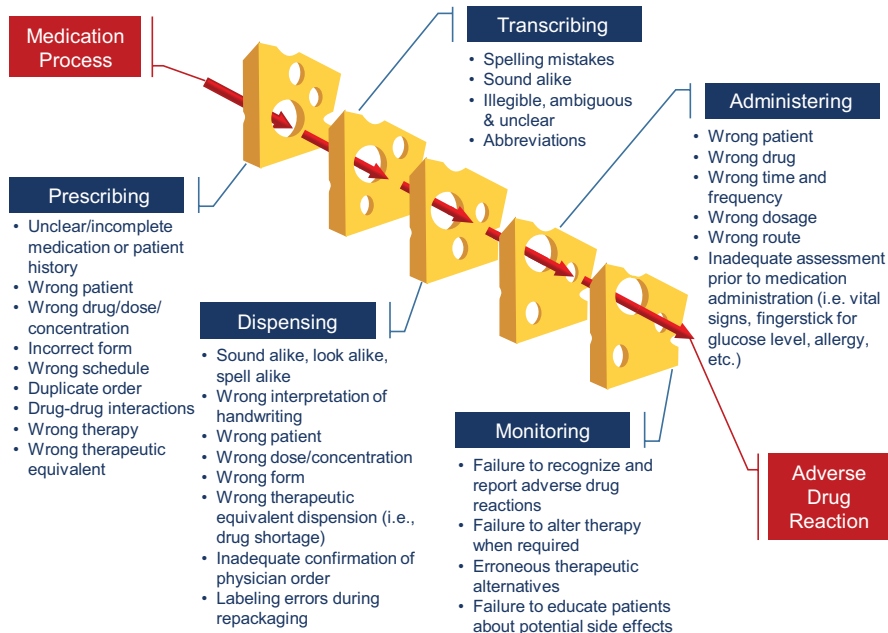 Medication
Process
Transcribing
• Spelling mistakes
• Sound alike
• Illegible, ambiguous
& unclear
• Abbreviations
Administering
• Wrong patient
• Wrong drug
• Wrong time and
frequency
• Wrong dosage
• Wrong route
• Inadequate assessment
prior to medication
administration (i.e. vital
signs, fingerstick for
glucose level, allergy,
etc.)
Prescribing
• Unclear/incomplete
medication or patient
history
• Wrong patient
• Wrong drug/dose/
concentration
• Incorrect form
• Wrong schedule
• Duplicate order
• Drug-drug interactions
• Wrong therapy
• Wrong therapeutic
equivalent
Dispensing
• Sound alike, look alike,
spell alike
• Wrong interpretation of
handwriting
• Wrong patient
• Wrong dose/concentration
• Wrong form
• Wrong therapeutic
equivalent dispension (i.e.,
drug shortage)
• Inadequate confirmation of
physician order
• Labeling errors during
repackaging
Monitoring
• Failure to recognize and
report adverse drug
reactions
• Failure to alter therapy
when required
• Erroneous therapeutic
alternatives
• Failure to educate patients
about potential side effects
Adverse
Drug
Reaction